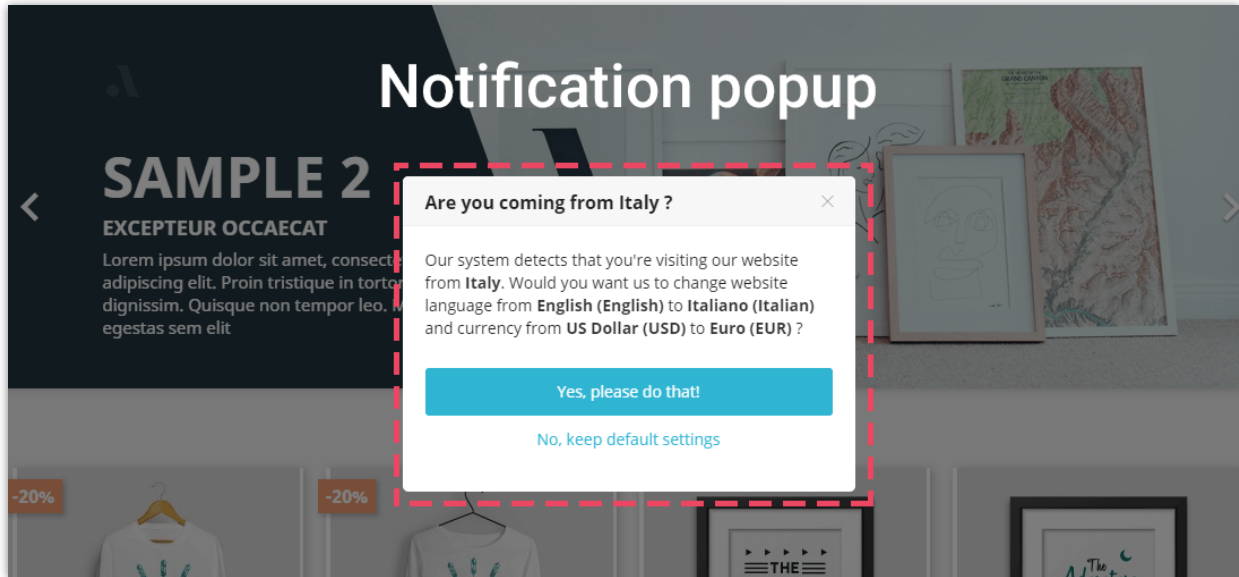 Notification popup
SAMPLE 2
EXCEPTEUR OCCAECAT
Lorem ipsum dolor sit amet, consecte
adipiscing elit. Proin tristique in tortor
dignissim. Quisque non tempor leo.
egestas sem elit
Are you coming from Italy ?
Our system detects that you're visiting our website
from Italy. Would you want us to change website
language from English (English) to Italiano (Italian)
and currency from US Dollar (USD) to Euro (EUR) ?
Yes, please do that!
No, keep default settings
GRAND CANYON
-20%
-20%
THE
The